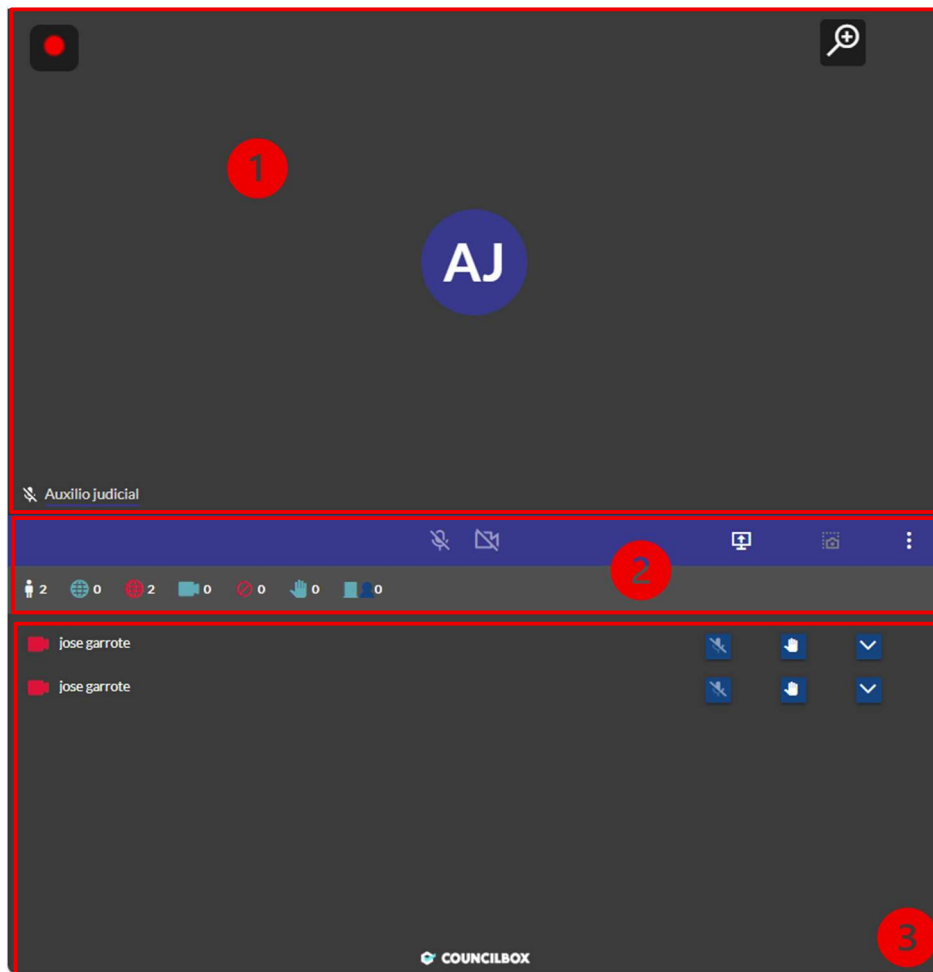 1
AJ
Auxilio judicial
2
2 0 2 0 0 0 0
jose garrote
jose garrote
3
COUNCILBOX